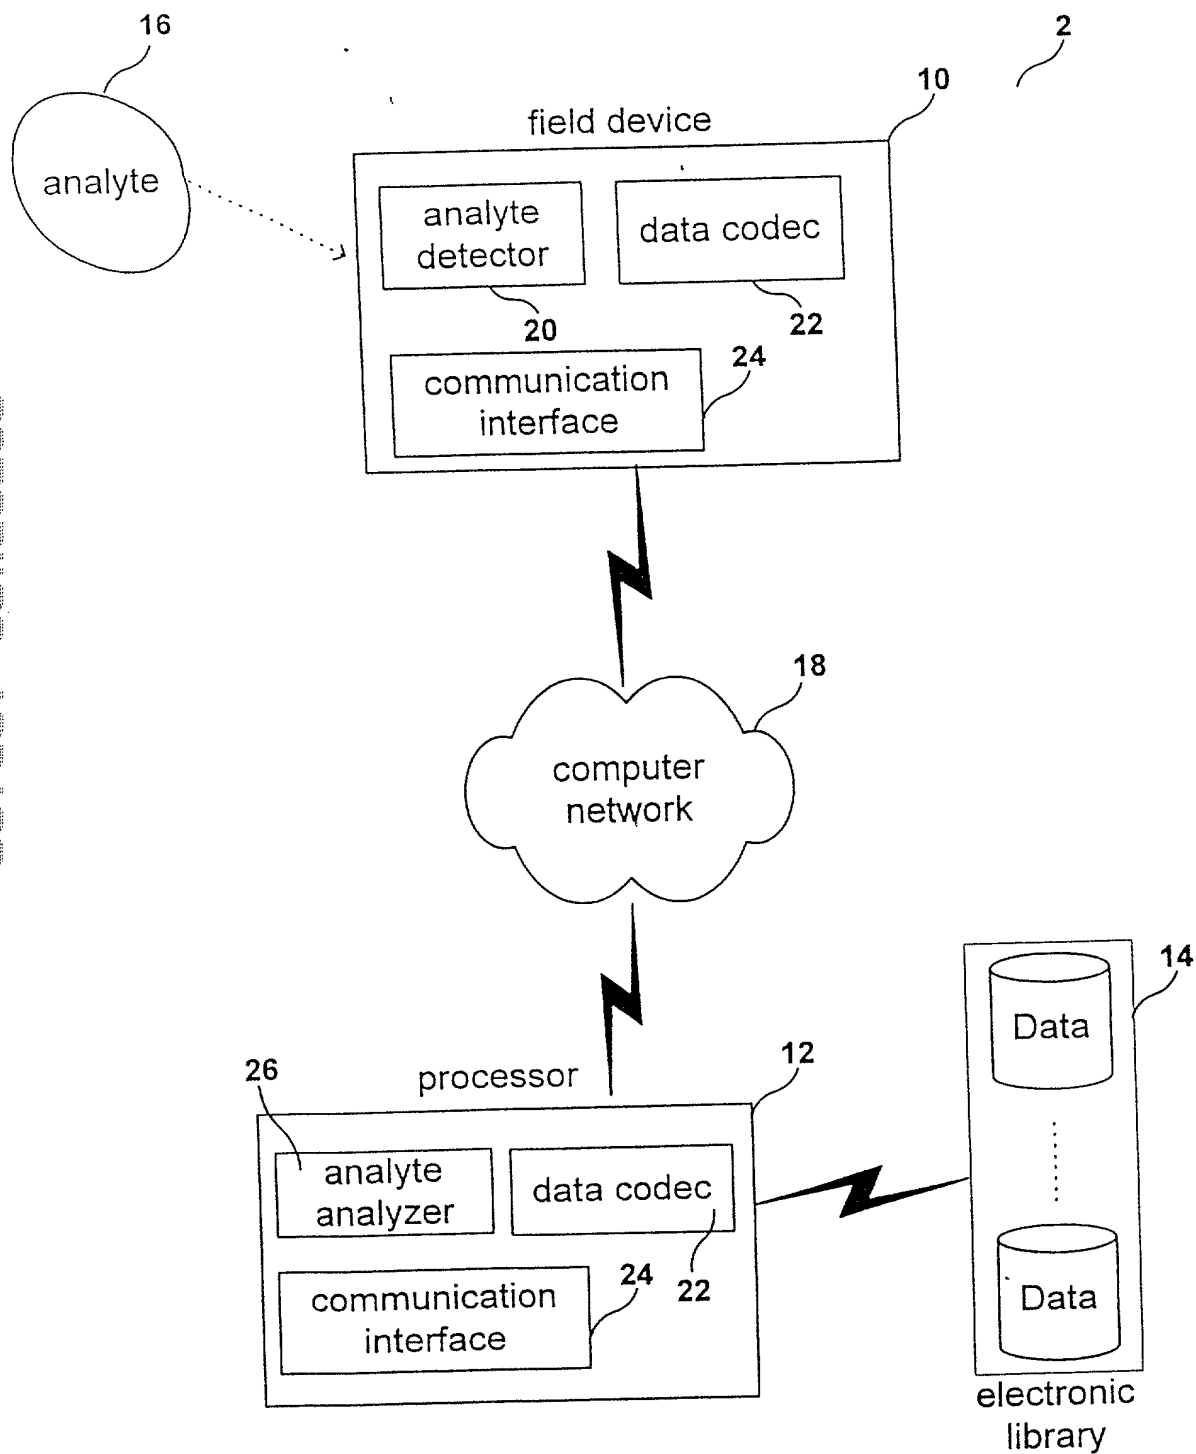 16
2
10
field device
analyte
analyte
detector
data codec
20
22
communication
interface
24
18
computer
network
14
Data
26
processor
12
analyte
analyzer
data codec
22
communication
interface
24
Data
electronic
library